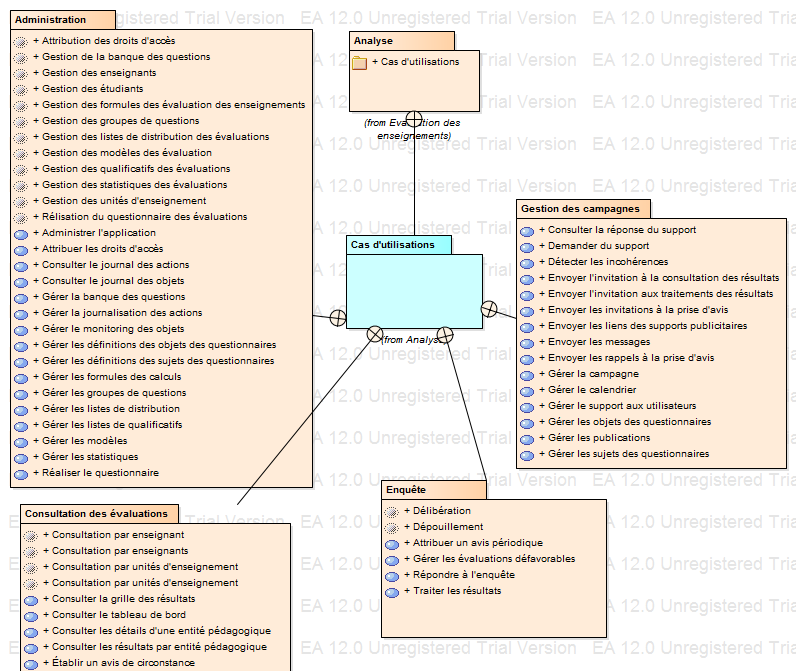 Administration
+ Attribution des droits d'accès
+ Gestion de la banque des questions
+ Gestion des enseignants
+ Gestion des étudiants
+ Gestion des formules des évaluation des enseignements
+ Gestion des groupes de questions
+ Gestion des listes de distribution des évaluations
+ Gestion des modèles des évaluation
+ Gestion des qualificatifs des évaluations
+ Gestion des statistiques des évaluations
+ Gestion des unités d'enseignement
+ Rélisation du questionnaire des évaluations
+ Administrer l'application
+ Attribuer les droits d'accès
+ Consulter le journal des actions
+ Consulter le journal des objets
+ Gérer la banque des questions
+ Gérer la journalisation des actions
+ Gérer le monitoring des objets
+ Gérer les définitions des objets des questionnaires
+ Gérer les définitions des sujets des questionnaires
+ Gérer les formules des calculs
+ Gérer les groupes de questions
+ Gérer les listes de distribution
+ Gérer les listes de qualificatifs
+ Gérer les modèles
+ Gérer les statistiques
+ Réaliser le questionnaire
Analyse
+ Cas d'utilisations
(from Evaluation des
enseignements)
Cas d'utilisations
(from Analyse)
Gestion des campagnes
+ Consulter la réponse du support
+ Demander du support
+ Détecter les incohérences
+ Envoyer l'invitation à la consultation des résultats
+ Envoyer l'invitation aux traitements des résultats
+ Envoyer les invitations à la prise d'avis
+ Envoyer les liens des supports publicitaires
+ Envoyer les messages
+ Envoyer les rappels à la prise d'avis
+ Gérer la campagne
+ Gérer le calendrier
+ Gérer le support aux utilisateurs
+ Gérer les objets des questionnaires
+ Gérer les publications
+ Gérer les sujets des questionnaires
Consultation des évaluations
+ Consultation par enseignant
+ Consultation par enseignants
+ Consultation par unités d'enseignement
+ Consultation par unités d'enseignement
+ Consulter la grille des résultats
+ Consulter le tableau de bord
+ Consulter les détails d'une entité pédagogique
+ Consulter les résultats par entité pédagogique
+ Établir un avis de circonstance
Enquête
+ Délibération
+ Dépouillement
+ Attribuer un avis périodique
+ Gérer les évaluations défavorables
+ Répondre à l'enquête
+ Traiter les résultats
EA 12.0 Unregistered Trial Version